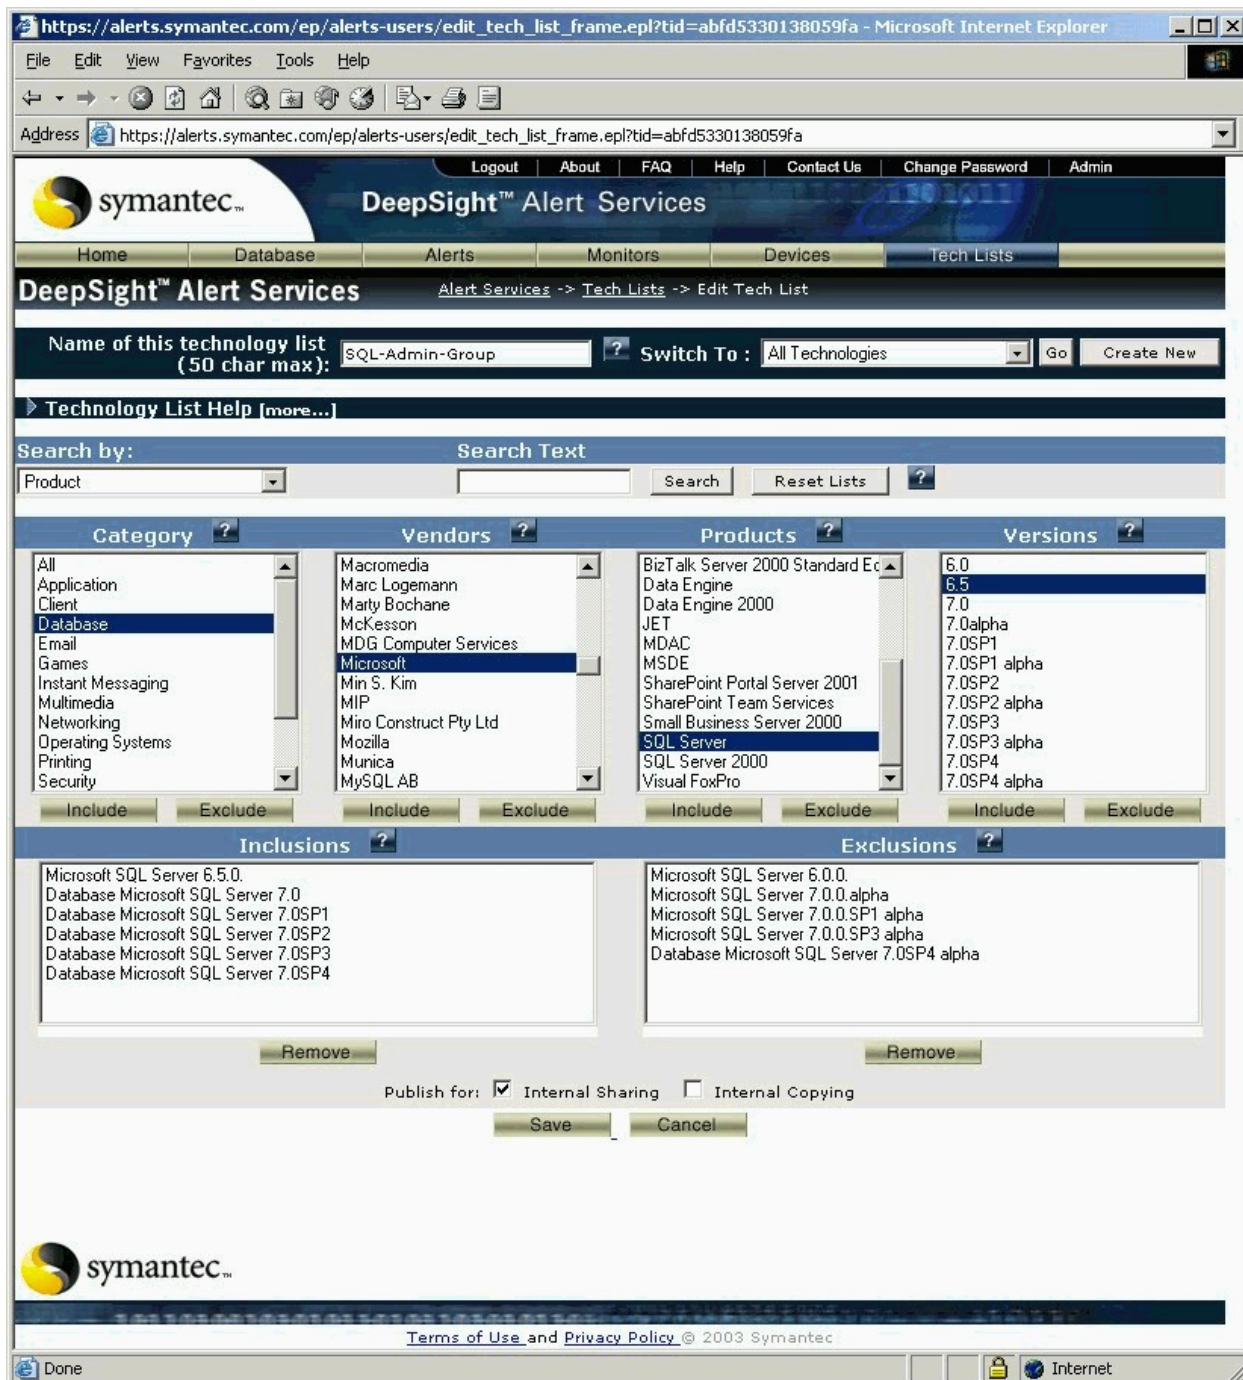 https://alerts.symantec.com/ep/alerts-users/edit_tech_list_frame.epl?tid=abfd5330138059fa - Microsoft Internet Explorer
File Edit View Favorites Tools Help
Address https://alerts.symantec.com/ep/alerts-users/edit_tech_list_frame.epl?tid=abfd5330138059fa
Logout | About | FAQ | Help | Contact Us | Change Password | Admin
symantec™
DeepSight™ Alert Services
Home Database Alerts Monitors Devices Tech Lists
DeepSight™ Alert Services Alert Services -> Tech Lists -> Edit Tech List
Name of this technology list
(50 char max): SQL-Admin-Group ? Switch To : All Technologies Go Create New
Technology List Help [more...]
Search by: Search Text
Product Search Reset Lists ?
Category ?
All
Application
Client
Database
Email
Games
Instant Messaging
Multimedia
Networking
Operating Systems
Printing
Security
Include Exclude
Vendors ?
Macromedia
Marc Logemann
Marty Bochane
McKesson
MDG Computer Services
Microsoft
Min S. Kim
MIP
Miro Construct Pty Ltd
Mozilla
Munica
MySQL AB
Include Exclude
Products ?
BizTalk Server 2000 Standard Ec
Data Engine
Data Engine 2000
JET
MDAC
MSDE
SharePoint Portal Server 2001
SharePoint Team Services
Small Business Server 2000
SQL Server
SQL Server 2000
Visual FoxPro
Include Exclude
Versions ?
6.0
6.5
7.0
7.0alpha
7.0SP1
7.0SP1 alpha
7.0SP2
7.0SP2 alpha
7.0SP3
7.0SP3 alpha
7.0SP4
7.0SP4 alpha
Include Exclude
Inclusions ?
Microsoft SQL Server 6.5.0.
Database Microsoft SQL Server 7.0
Database Microsoft SQL Server 7.0SP1
Database Microsoft SQL Server 7.0SP2
Database Microsoft SQL Server 7.0SP3
Database Microsoft SQL Server 7.0SP4
Remove
Exclusions ?
Microsoft SQL Server 6.0.0.
Microsoft SQL Server 7.0.0.alpha
Microsoft SQL Server 7.0.0.SP1 alpha
Microsoft SQL Server 7.0.0.SP3 alpha
Database Microsoft SQL Server 7.0SP4 alpha
Remove
Publish for: Internal Sharing Internal Copying
Save Cancel
symantec™
Terms of Use and Privacy Policy © 2003 Symantec
Done Internet